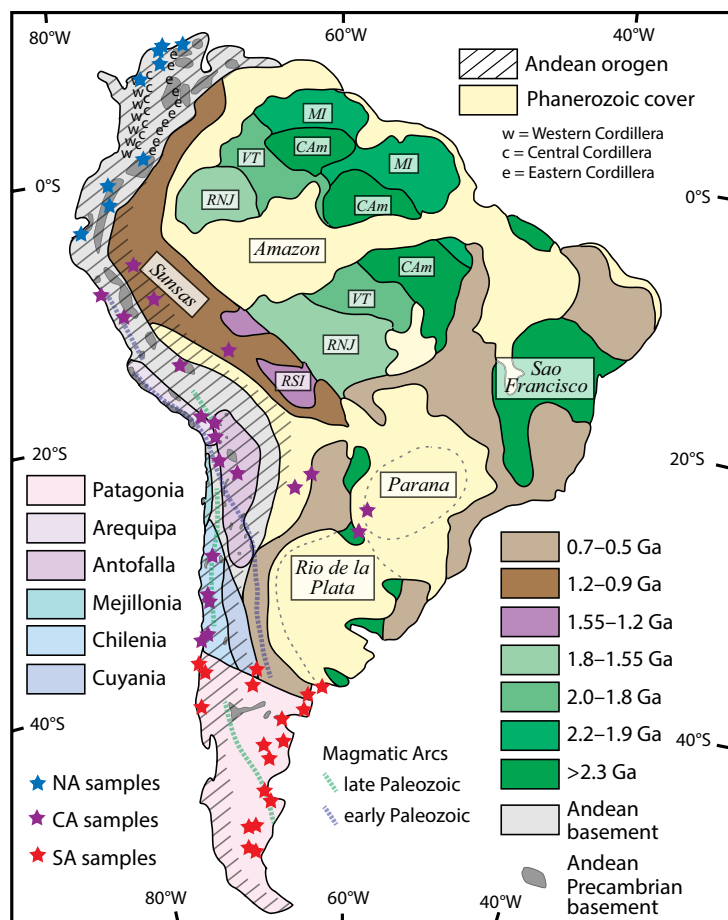 80°W
60°W
40°W
Andean orogen
Phanerozoic cover
w = Western Cordillera
c = Central Cordillera
e = Eastern Cordillera
e
e
e
e
e
e
e
e
c
c
c
c
c
c
c
c
w
w
w
w
w
w
w
w
MI
CAm
MI
VT
RNJ
CAm
0°S
0°S
Amazon
CAm
Sunsas
VT
RNJ
RSI
Sao
Francisco
20°S
20°S
Parana
Rio de la
Plata
Patagonia
Arequipa
Antofalla
Mejillonia
Chilenia
Cuyania
0.7–0.5 Ga
1.2–0.9 Ga
1.55–1.2 Ga
1.8–1.55 Ga
2.0–1.8 Ga
2.2–1.9 Ga
>2.3 Ga
Andean
basement
Andean
Precambrian
basement
40°S
40°S
NA samples
CA samples
SA samples
Magmatic Arcs
late Paleozoic
early Paleozoic
80°W
60°W
40°W